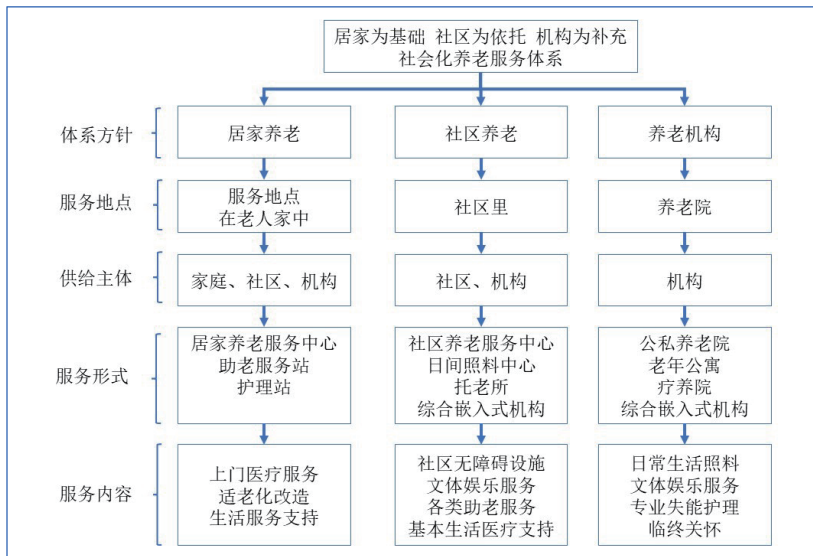 居家为基础 社区为依托 机构为补充
社会化养老服务体系
体系方针
居家养老
社区养老
养老机构
服务地点
服务地点
在老人家中
社区里
养老院
供给主体
家庭、社区、机构
社区、机构
机构
服务形式
居家养老服务中心
助老服务站
护理站
社区养老服务中心
日间照料中心
托老所
综合嵌入式机构
公私养老院
老年公寓
疗养院
综合嵌入式机构
服务内容
上门医疗服务
适老化改造
生活服务支持
社区无障碍设施
文体娱乐服务
各类助老服务
基本生活医疗支持
日常生活照料
文体娱乐服务
专业失能护理
临终关怀